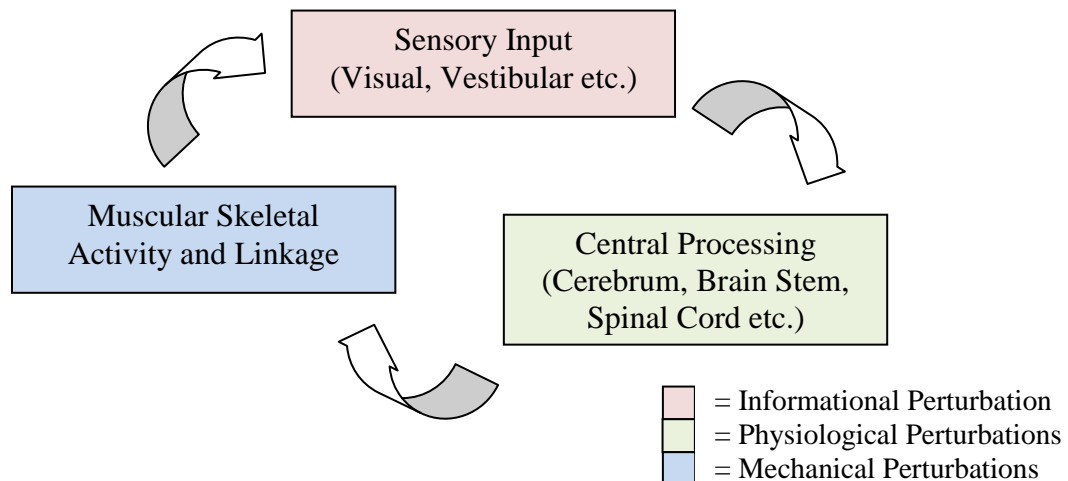 Sensory Input
(Visual, Vestibular etc.)
Muscular Skeletal
Activity and Linkage
Central Processing
(Cerebrum, Brain Stem,
Spinal Cord etc.)
= Informational Perturbation
= Physiological Perturbations
= Mechanical Perturbations